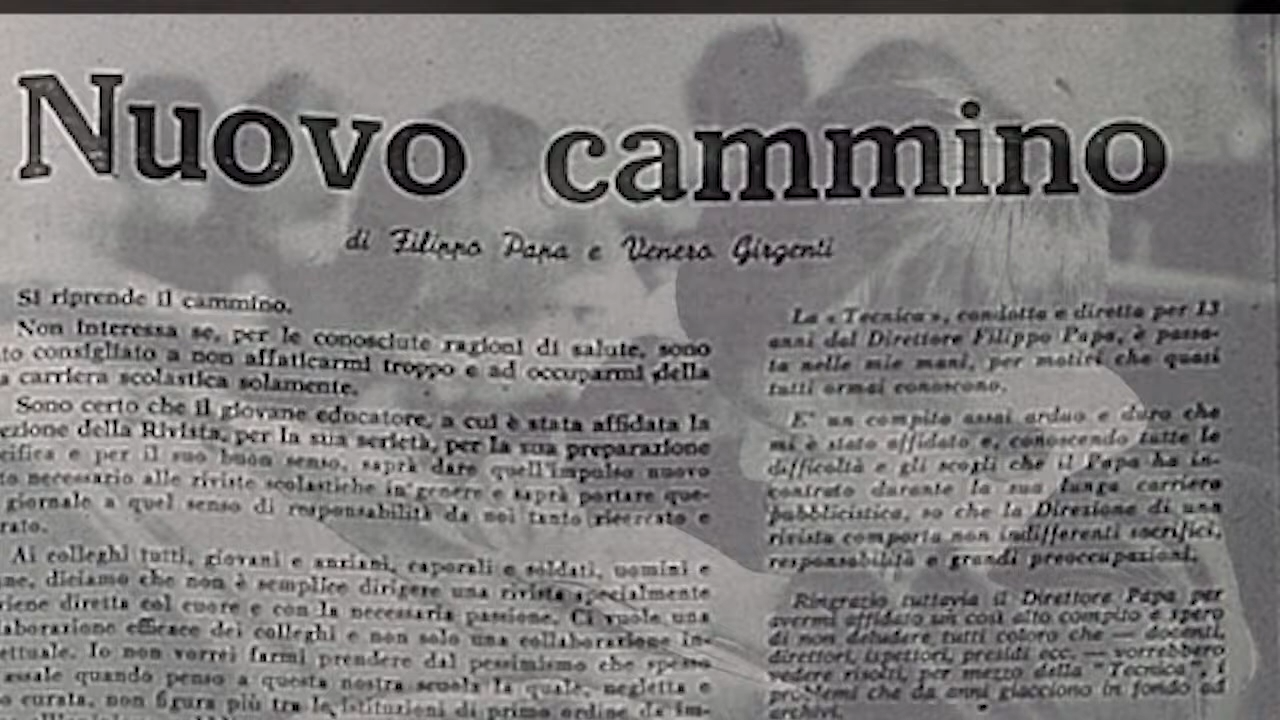 Nuovo cammino
di Filippo Papa e Venero Girgenti
Si riprende il cammino.
Non interessa se, per le conosciute ragioni di salute, sono
to consigliato a non affaticarmi troppo e ad occuparmi della
a carriera scolastica solamente.
Sono certo che il giovane educatore, a cui è stata affidata la
ezione della Rivista, per la sua serietà, per la sua preparazione
cifica e per il suo buon senso, saprà dare quell'impulso nuovo
to necessario alle riviste scolastiche in genere e saprà portare que-
giornale a quel senso di responsabilità da noi tanto ricercato e
rato.
Ai colleghi tutti, giovani e anziani, caporali e soldati, uomini e
ne, diciamo che non è semplice dirigere una rivista specialmente
viene diretta col cuore e con la necessaria passione. Ci vuole una
laborazione efficace dei colleghi e non solo una collaborazione in-
ettuale. Io non vorrei farmi prendere dal pessimismo che spesso
assale quando penso a questa nostra scuola la quale, negletta e
o curata, non figura più tra le istituzioni di primo ordine da im-
La « Tecnica », condotta e diretta per 13
anni dal Direttore Filippo Papa, è passa-
ta nelle mie mani, per motivi che quasi
tutti ormai conoscono.
E' un compito assai arduo e duro che
mi è stato affidato e, conoscendo tutte le
difficoltà e gli scogli che il Papa ha in-
contrato durante la sua lunga carriera
pubblicistica, so che la Direzione di una
rivista comporta non indifferenti sacrifici,
responsabilità e grandi preoccupazioni.
Ringrazio tuttavia il Direttore Papa per
avermi affidato un così alto compito e spero
di non deludere tutti coloro che — docenti,
direttori, ispettori, presidi ecc. — vorrebbero
vedere risolti, per mezzo della "Tecnica", i
problemi che da anni giacciono in fondo ad
archivi.